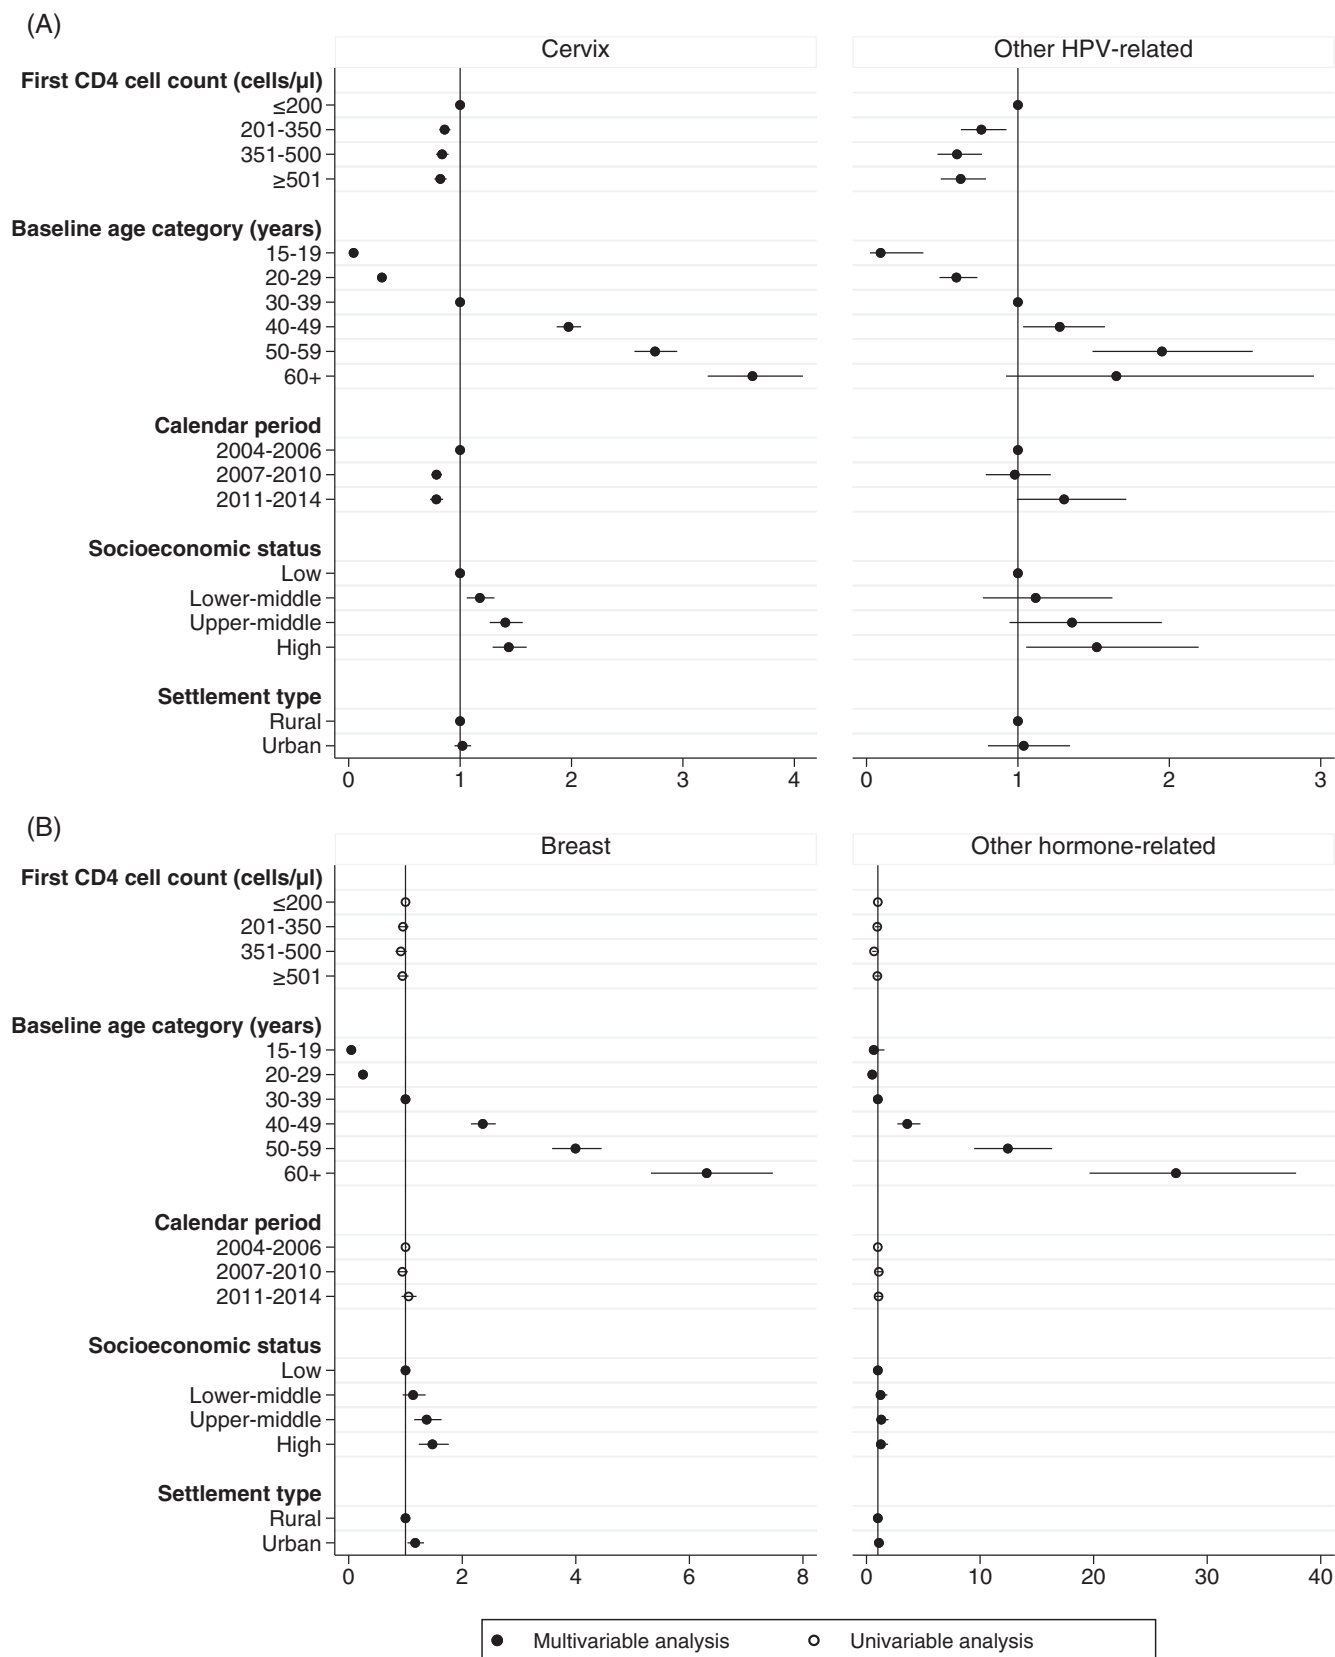 (A)
Cervix Other HPV-related
First CD4 cell count (cells/µl)
≤200
201-350
351-500
≥501
Baseline age category (years)
15-19
20-29
30-39
40-49
50-59
60+
Calendar period
2004-2006
2007-2010
2011-2014
Socioeconomic status
Low
Lower-middle
Upper-middle
High
Settlement type
Rural
Urban
0 1 2 3 4 0 1 2 3
(B)
Breast Other hormone-related
First CD4 cell count (cells/µl)
≤200
201-350
351-500
≥501
Baseline age category (years)
15-19
20-29
30-39
40-49
50-59
60+
Calendar period
2004-2006
2007-2010
2011-2014
Socioeconomic status
Low
Lower-middle
Upper-middle
High
Settlement type
Rural
Urban
0 2 4 6 8 0 10 20 30 40
Multivariable analysis Univariable analysis